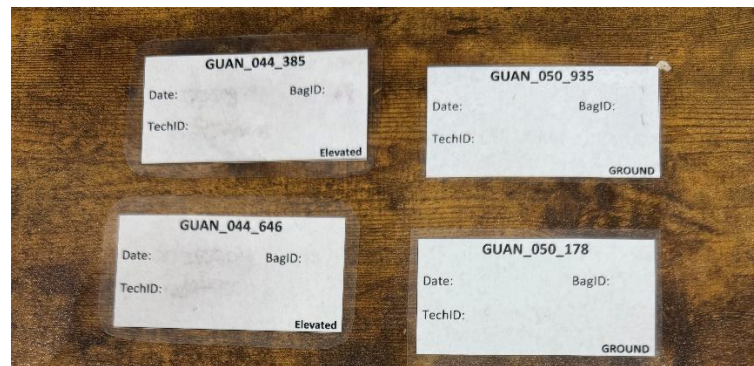 GUAN_044_385
Date: BagID:
TechID:
Elevated
GUAN_050_935
Date: BagID:
TechID:
GROUND
GUAN_044_646
Date: BagID:
TechID:
Elevated
GUAN_050_178
Date: BagID:
TechID:
GROUND